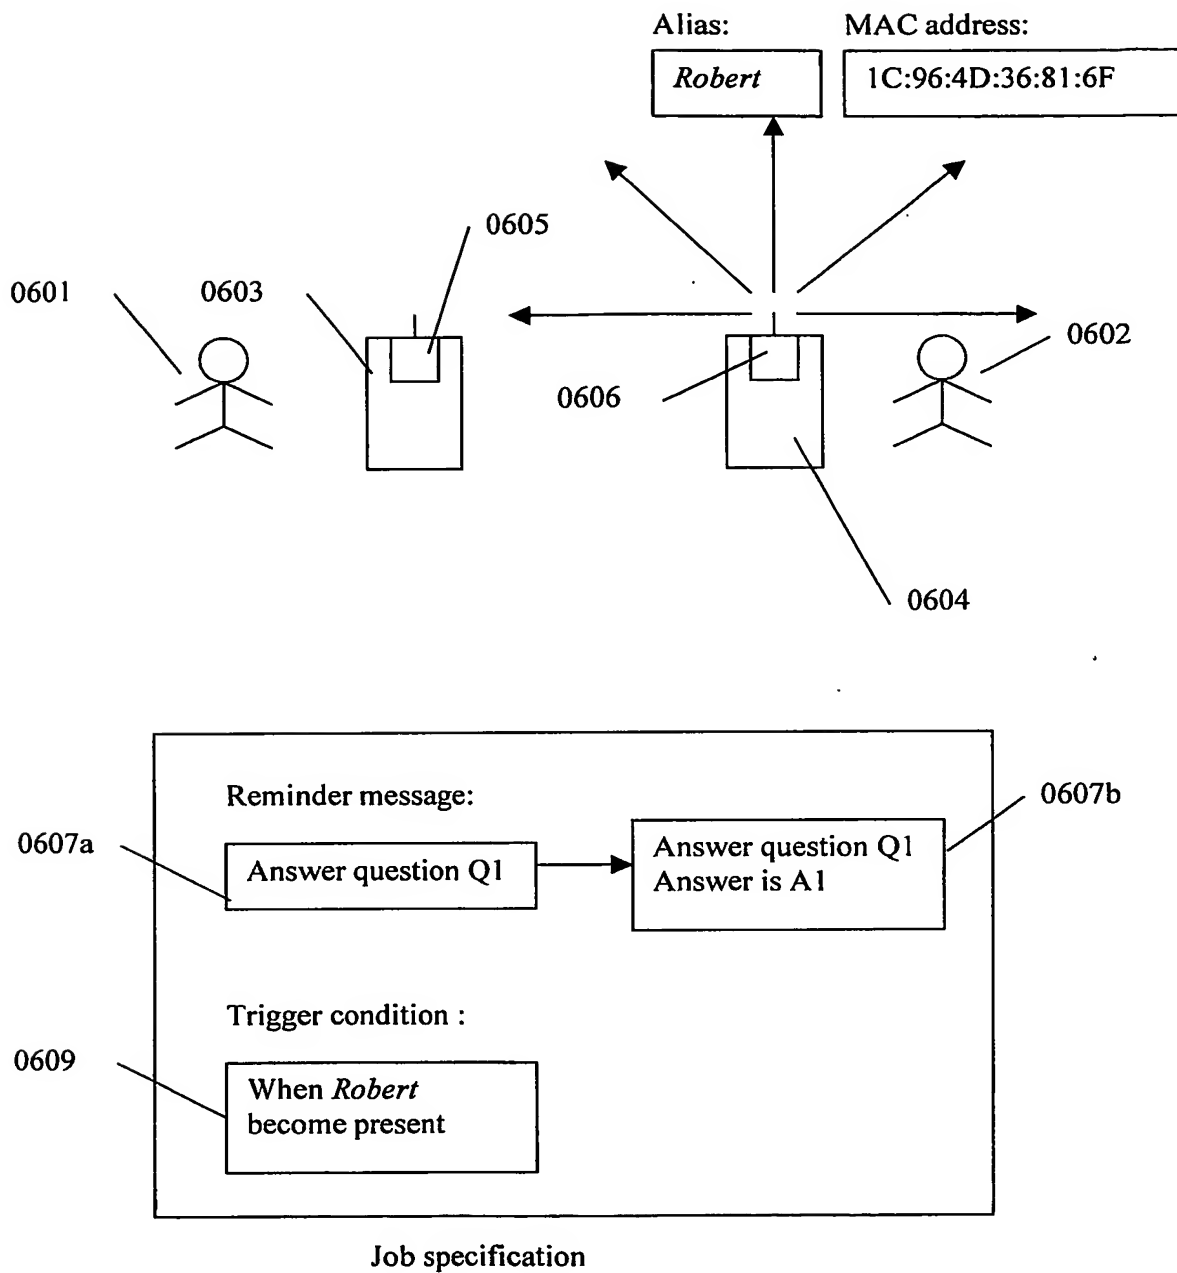 Alias:
MAC address:
Robert
1C:96:4D:36:81:6F
0605
0601
0603
0602
0606
0604
Reminder message:
0607b
0607a
Answer question Q1
Answer question Q1
Answer is A1
Trigger condition :
0609
When Robert
become present
Job specification